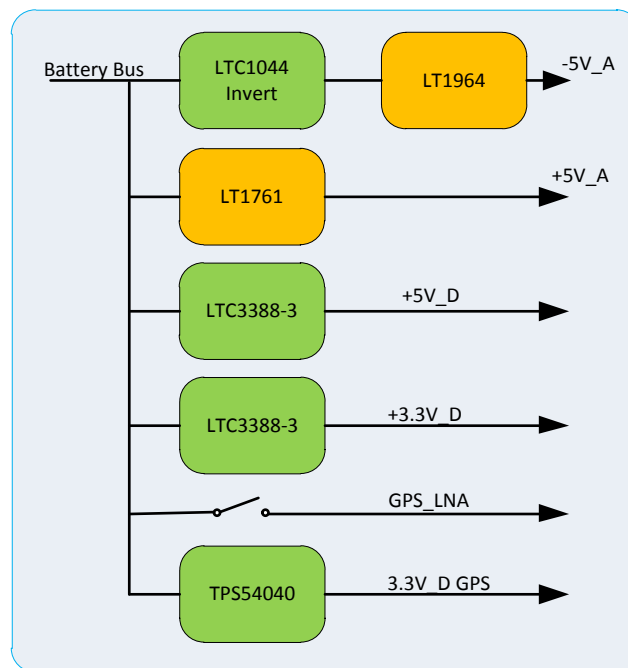 Battery Bus
LTC1044
Invert
LT1964
-5V_A
LT1761
+5V_A
LTC3388-3
+5V_D
LTC3388-3
+3.3V_D
GPS_LNA
TPS54040
3.3V_D GPS